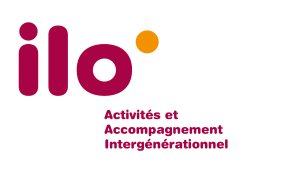 ilo
Activités et
Accompagnement
Intergénérationnel